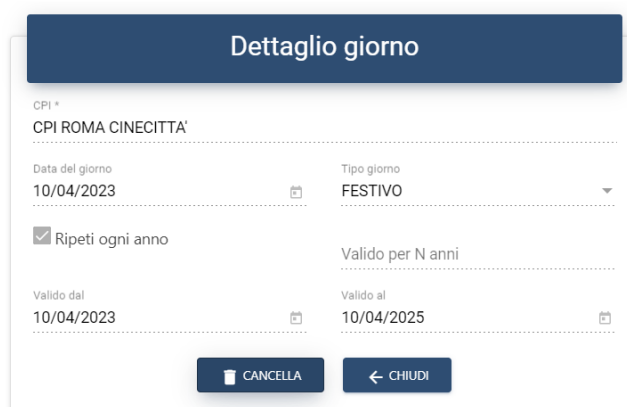 Dettaglio giorno
CPI *
CPI ROMA CINECITTA'
Data del giorno
10/04/2023
Tipo giorno
FESTIVO
Ripeti ogni anno
Valido per N anni
Valido dal
10/04/2023
Valido al
10/04/2025
CANCELLA
CHIUDI